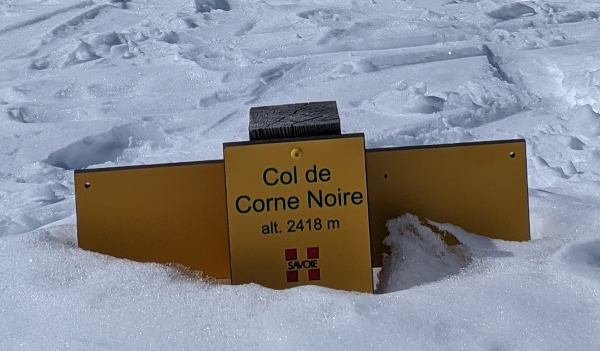 Col de
Corne Noire
alt. 2418 m
SAVOIE